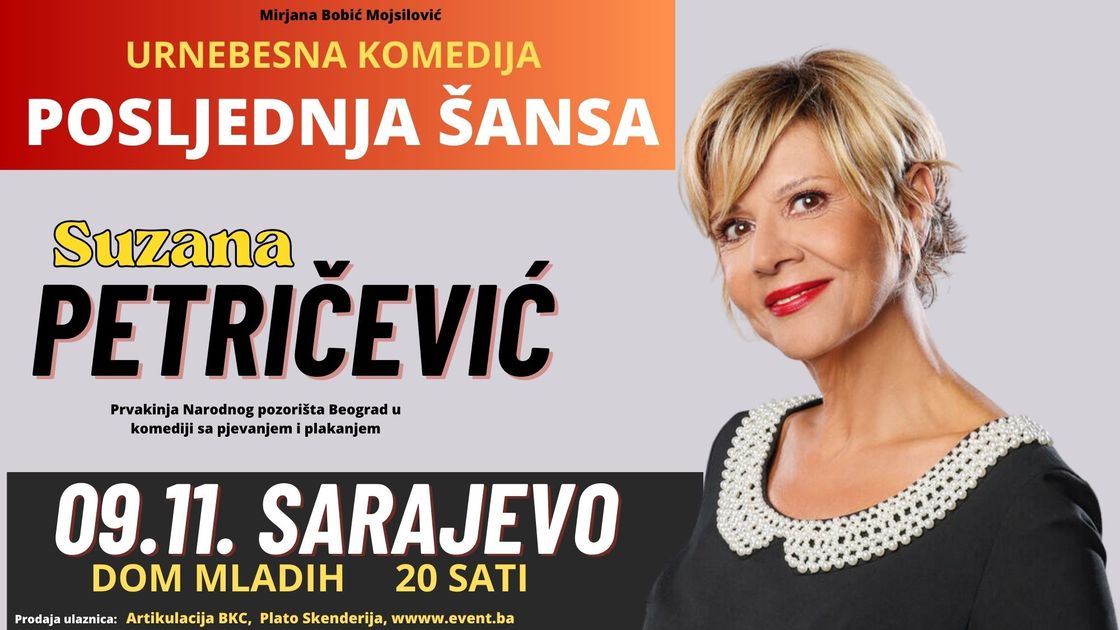 Mirjana Bobić Mojsilović
URNEBESNA KOMEDIJA
POSLJEDNJA ŠANSA
Suzana
PETRIČEVIĆ
Prvakinja Narodnog pozorišta Beograd u
komediji sa pjevanjem i plakanjem
09.11. SARAJEVO
DOM MLADIH 20 SATI
Prodaja ulaznica: Artikulacija BKC, Plato Skenderija, wwww.event.ba